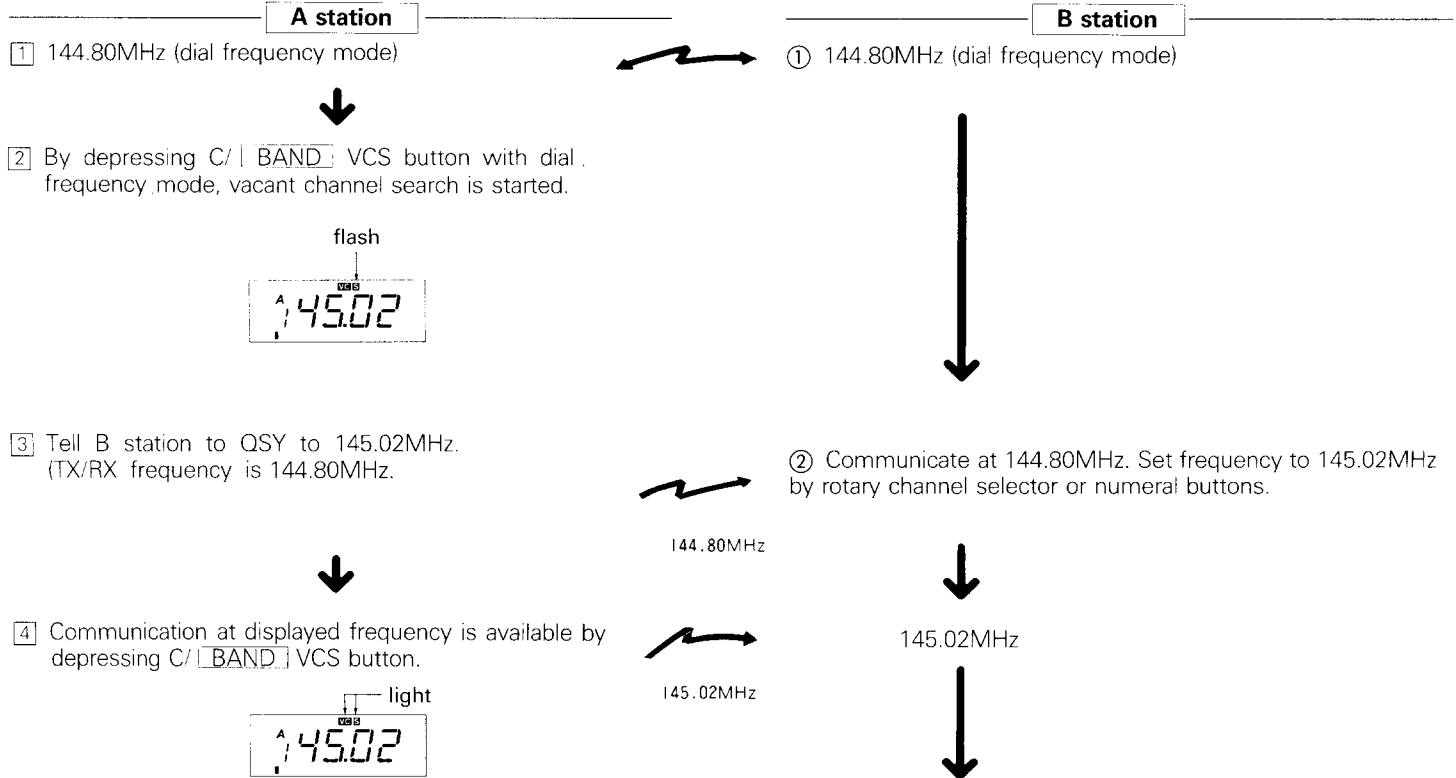 A station
B station
1 144.80MHz (dial frequency mode)
① 144.80MHz (dial frequency mode)
2 By depressing C/ BAND VCS button with dial.
frequency mode, vacant channel search is started.
flash
VCS
A 145.02
3 Tell B station to QSY to 145.02MHz.
(TX/RX frequency is 144.80MHz.
② Communicate at 144.80MHz. Set frequency to 145.02MHz
by rotary channel selector or numeral buttons.
144.80MHz
4 Communication at displayed frequency is available by
depressing C/ BAND VCS button.
145.02MHz
145.02MHz
light
VCS
A 145.02